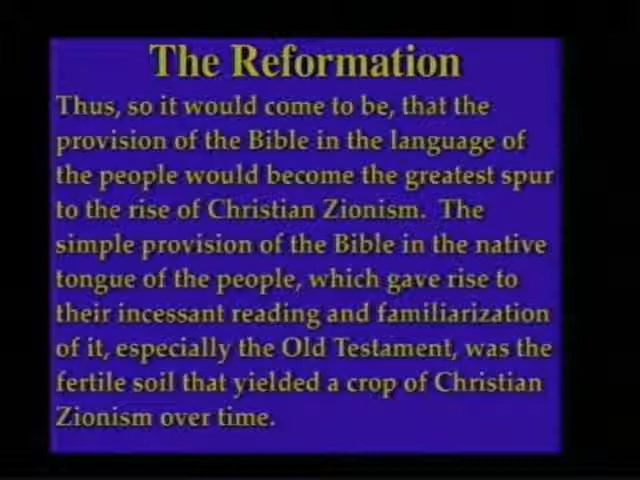 The Reformation
Thus, so it would come to be, that the
provision of the Bible in the language of
the people would become the greatest spur
to the rise of Christian Zionism. The
simple provision of the Bible in the native
tongue of the people, which gave rise to
their incessant reading and familiarization
of it, especially the Old Testament, was the
fertile soil that yielded a crop of Christian
Zionism over time.